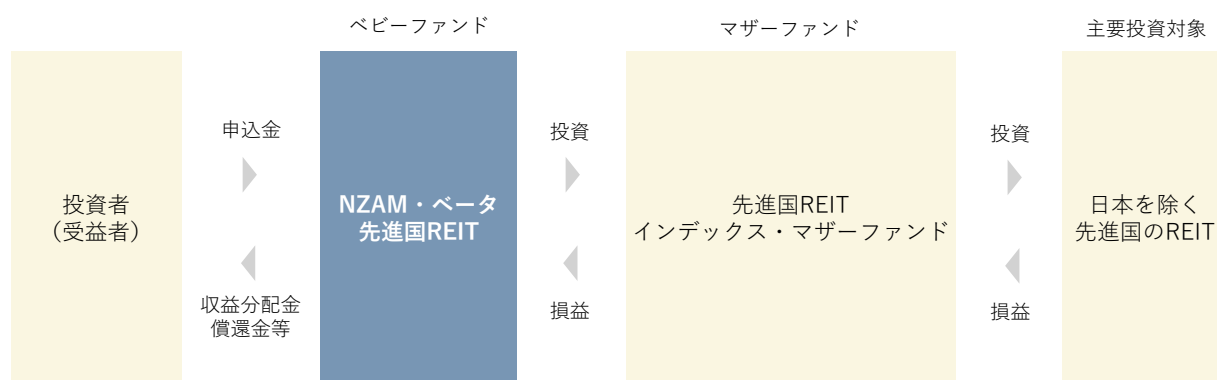 ベビーファンド
マザーファンド
主要投資対象
投資者
（受益者）
申込金
収益分配金
償還金等
NZAM・ベータ
先進国REIT
投資
損益
先進国REIT
インデックス・マザーファンド
投資
損益
日本を除く
先進国のREIT